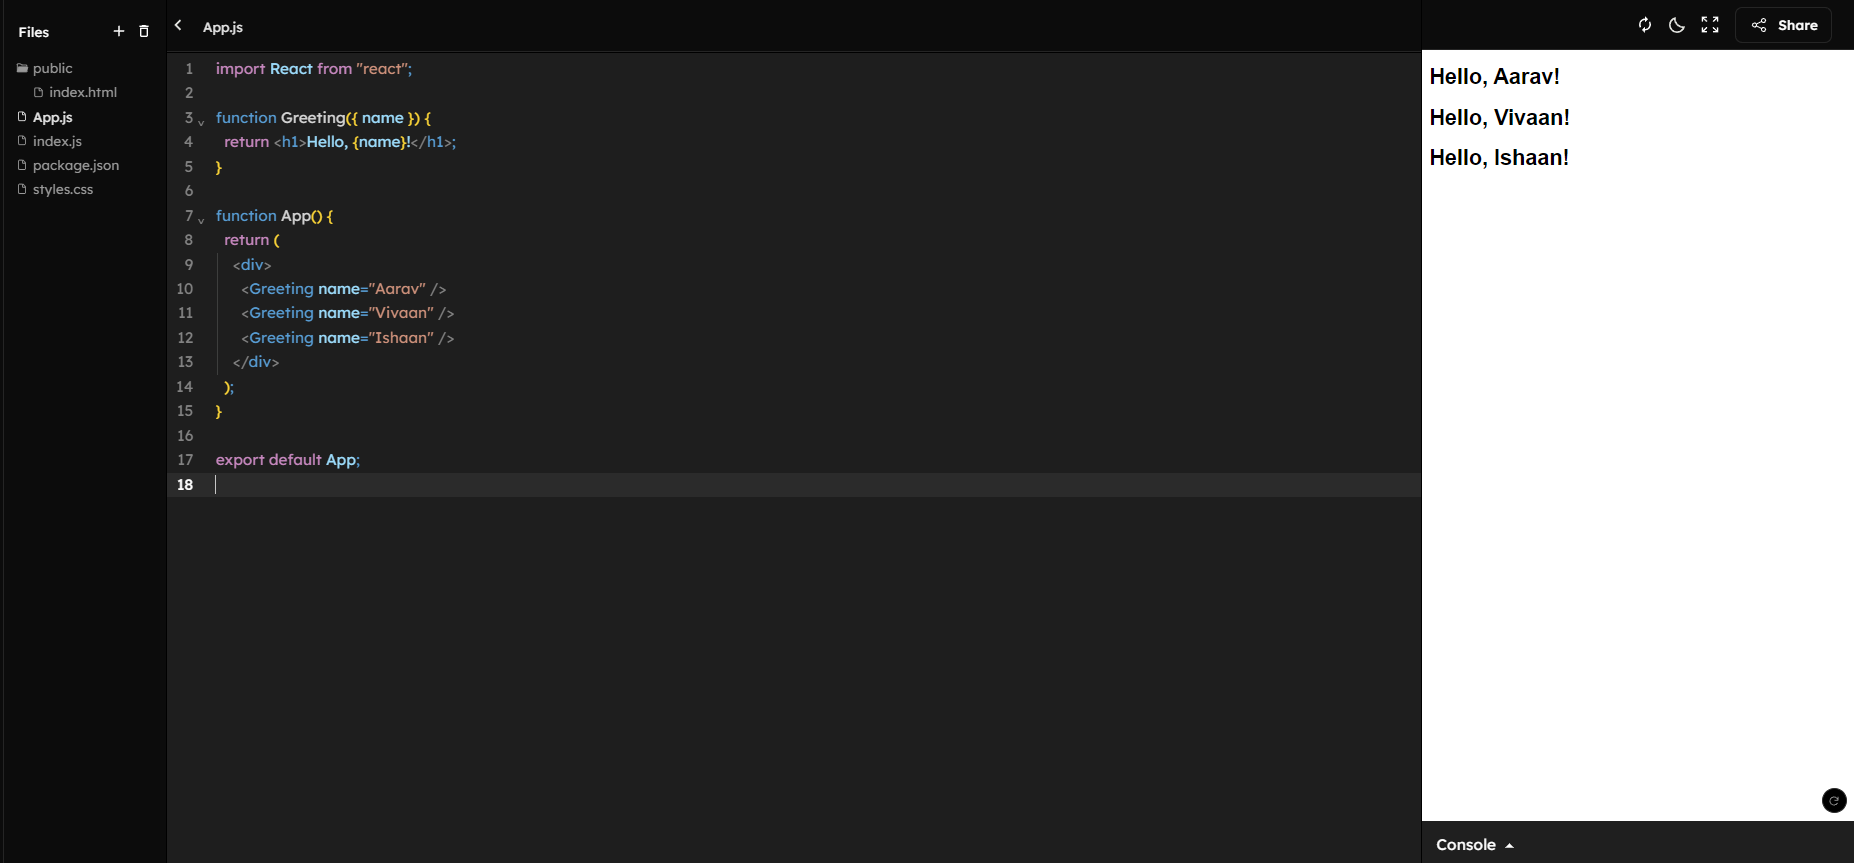 Files
public
index.html
App.js
index.js
package.json
styles.css
App.js
1 import React from "react";
2
3 function Greeting({ name }) {
4 return <h1>Hello, {name}!</h1>;
5 }
6
7 function App() {
8 return (
9 <div>
10 <Greeting name="Aarav" />
11 <Greeting name="Vivaan" />
12 <Greeting name="Ishaan" />
13 </div>
14 );
15 }
16
17 export default App;
18
Share
Hello, Aarav!
Hello, Vivaan!
Hello, Ishaan!
Console